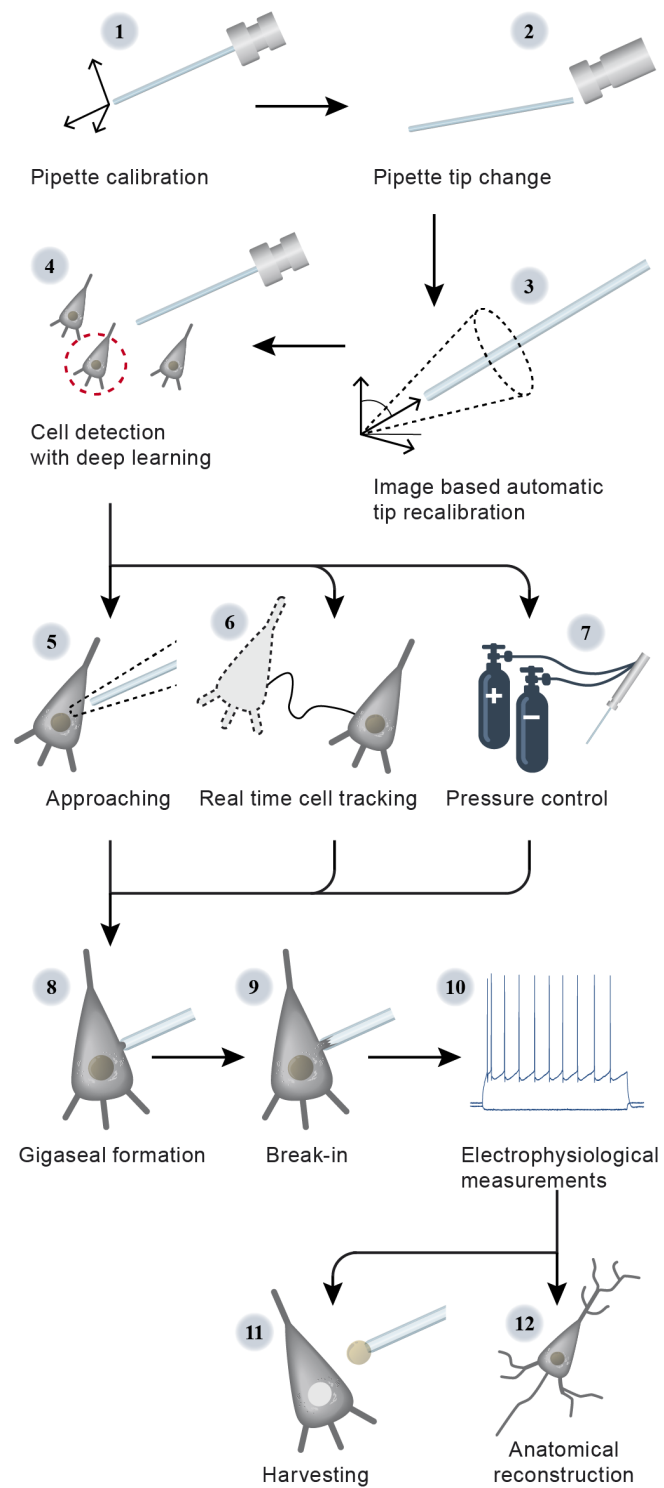 1
Pipette calibration
2
Pipette tip change
3
Image based automatic
tip recalibration
4
Cell detection
with deep learning
5
Approaching
6
Real time cell tracking
7
+
−
Pressure control
8
Gigaseal formation
9
Break-in
10
Electrophysiological
measurements
11
Harvesting
12
Anatomical
reconstruction